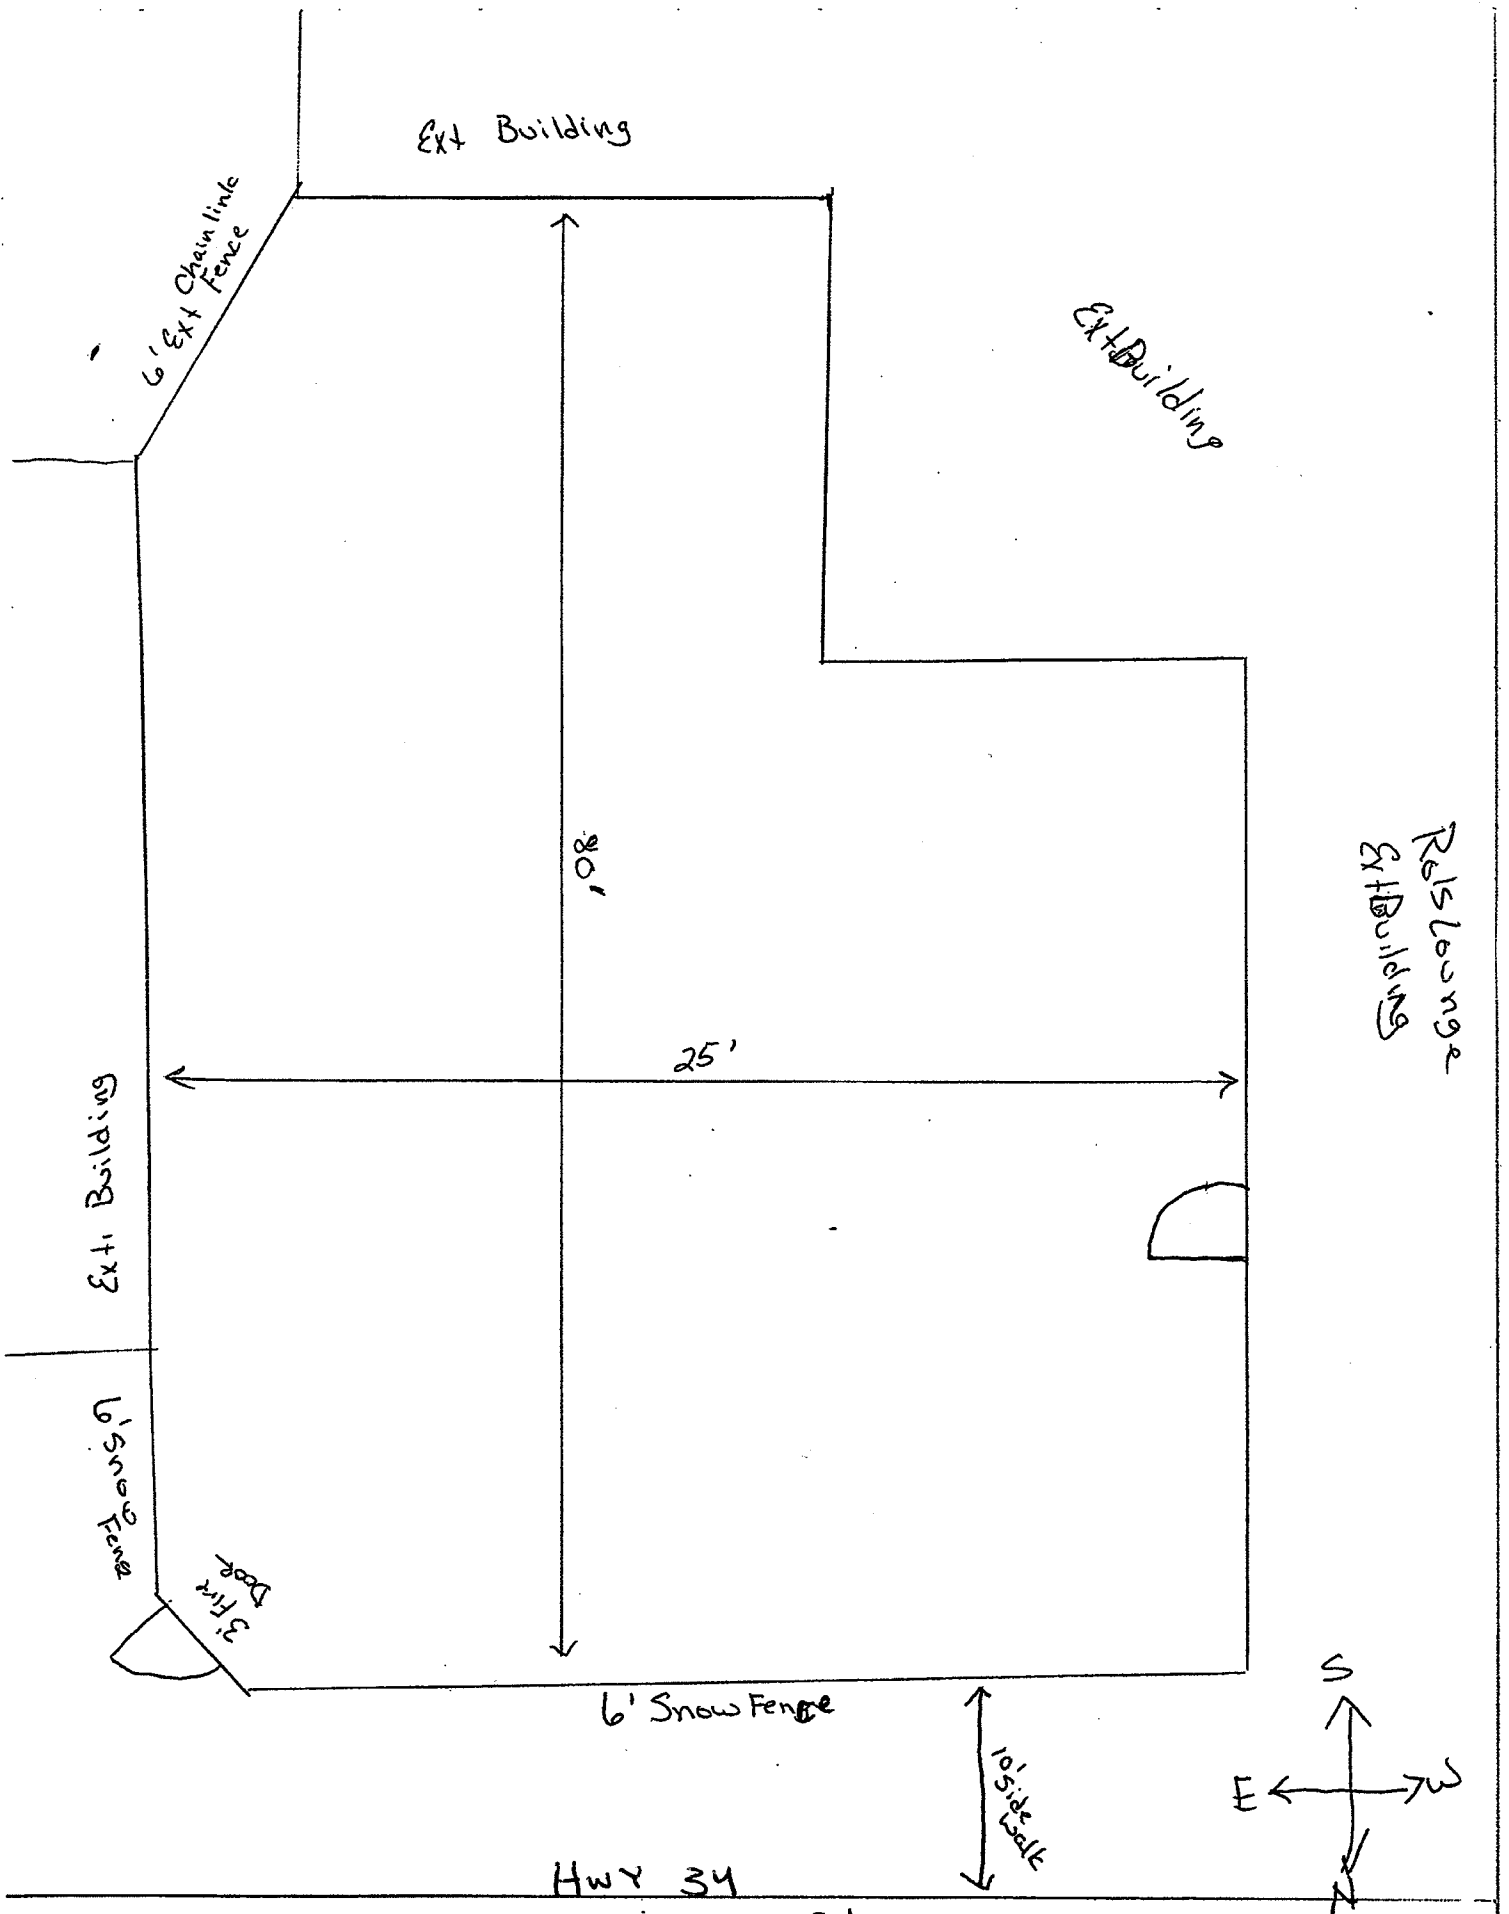 Ext Building
6' Ext Chain link
Fence
Ext Building
80'
Rals Lounge
Ext Building
25'
Ext. Building
6' Snow Fence
3' Fire
Door
6' Snow Fence
10' Side
Walk
S
E
W
N
Hwy 34